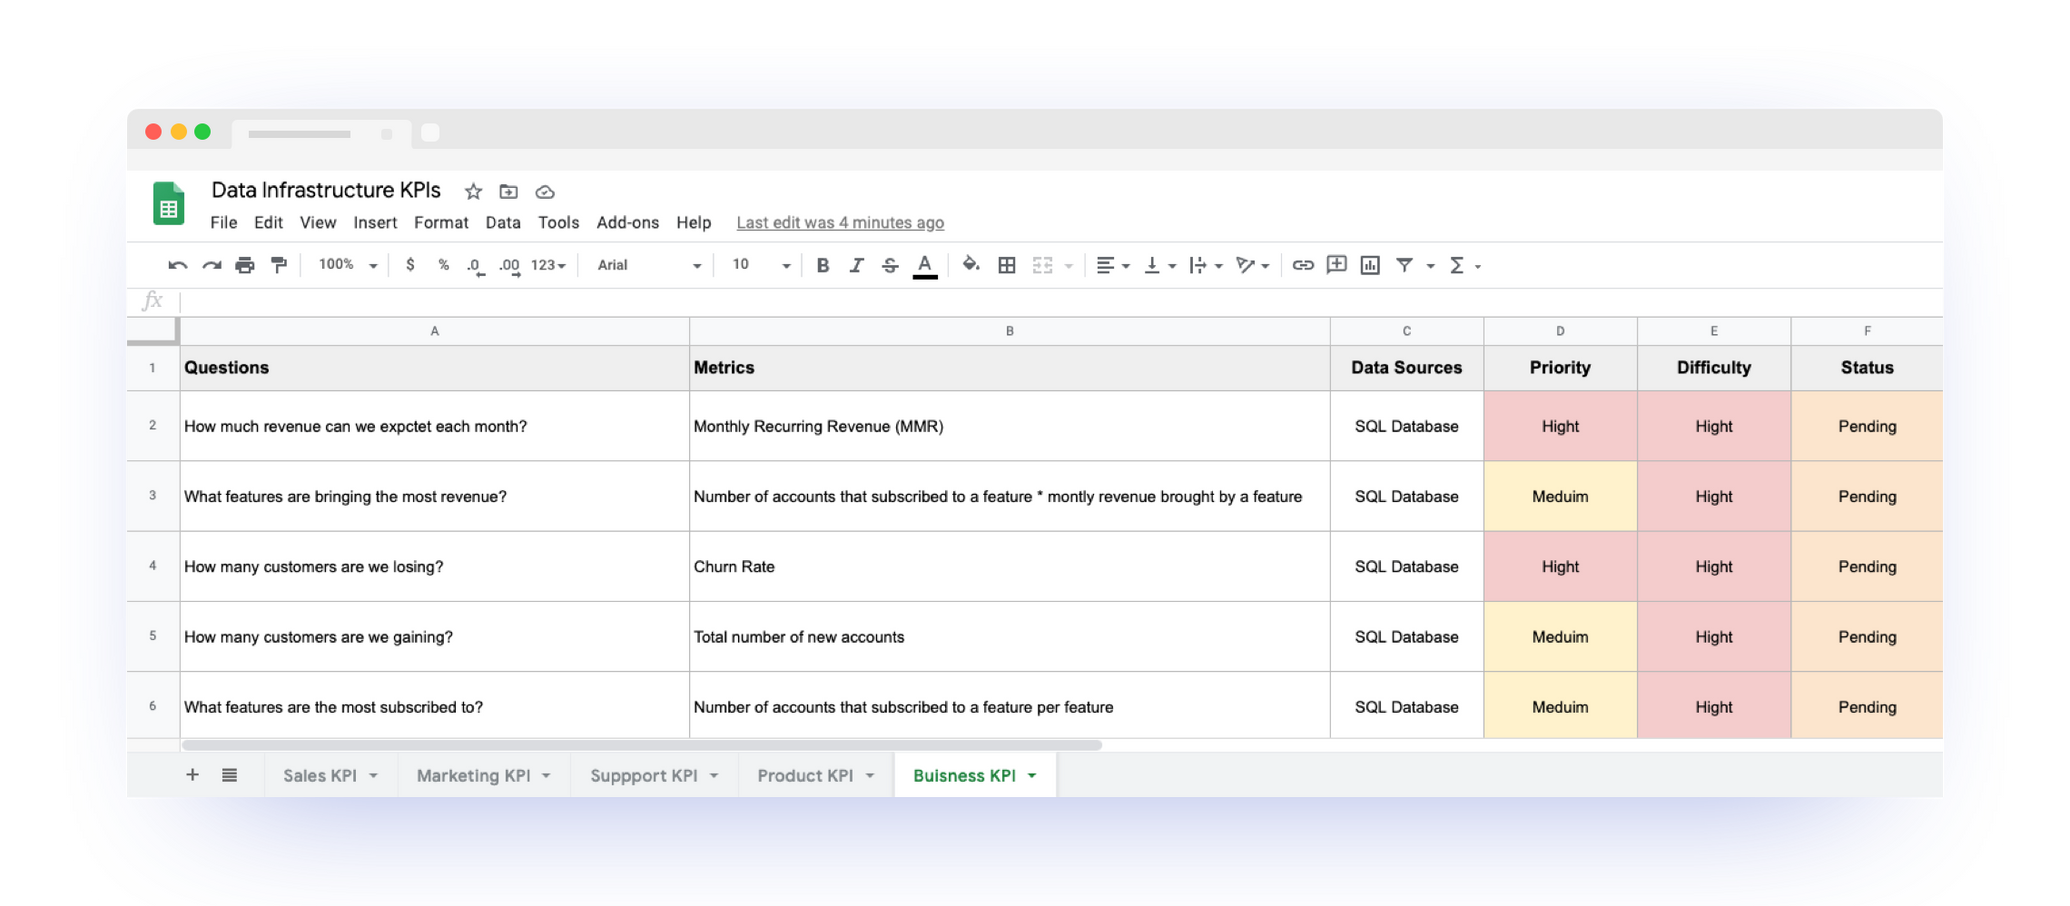 Data Infrastructure KPIs
File Edit View Insert Format Data Tools Add-ons Help Last edit was 4 minutes ago
100% $ % .0 .00 123 Arial 10 B I S A Σ
fx
A B C D E F
1 Questions Metrics Data Sources Priority Difficulty Status
2 How much revenue can we expctet each month? Monthly Recurring Revenue (MMR) SQL Database Hight Hight Pending
3 What features are bringing the most revenue? Number of accounts that subscribed to a feature * montly revenue brought by a feature SQL Database Meduim Hight Pending
4 How many customers are we losing? Churn Rate SQL Database Hight Hight Pending
5 How many customers are we gaining? Total number of new accounts SQL Database Meduim Hight Pending
6 What features are the most subscribed to? Number of accounts that subscribed to a feature per feature SQL Database Meduim Hight Pending
+ Sales KPI Marketing KPI Suppport KPI Product KPI Buisness KPI